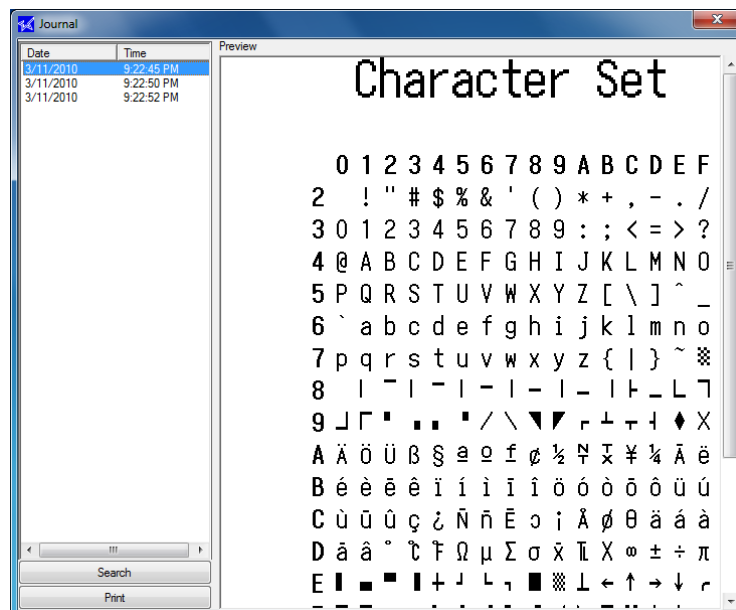 Journal
Date Time
3/11/2010 9:22:45 PM
3/11/2010 9:22:50 PM
3/11/2010 9:22:52 PM
Search
Print
Preview
Character Set
0 1 2 3 4 5 6 7 8 9 A B C D E F
2 ! " # $ % & ' ( ) * + , - . /
3 0 1 2 3 4 5 6 7 8 9 : ; < = > ?
4 @ A B C D E F G H I J K L M N O
5 P Q R S T U V W X Y Z [ \ ] ^ _
6 ` a b c d e f g h i j k l m n o
7 p q r s t u v w x y z { | } ~ ▒
8
9 / \ ◥ ◤ ┌ ┴ ┬ ┤ ♦ X
A Ä Ö Ü ß § ª º £ ¢ ½ ¥ ¼ Ã ë
B é è ē ê ï í ì ī î ö ó ò ō ô ü ú
C ù ū û ç ¿ Ñ ñ Ē ɔ ¡ Å ø θ ä á à
D ā â ° ℃ ℉ Ω µ Σ σ x̄ X ∞ ± ÷ π
E ▒ ⊥ ← ↑ → ↓